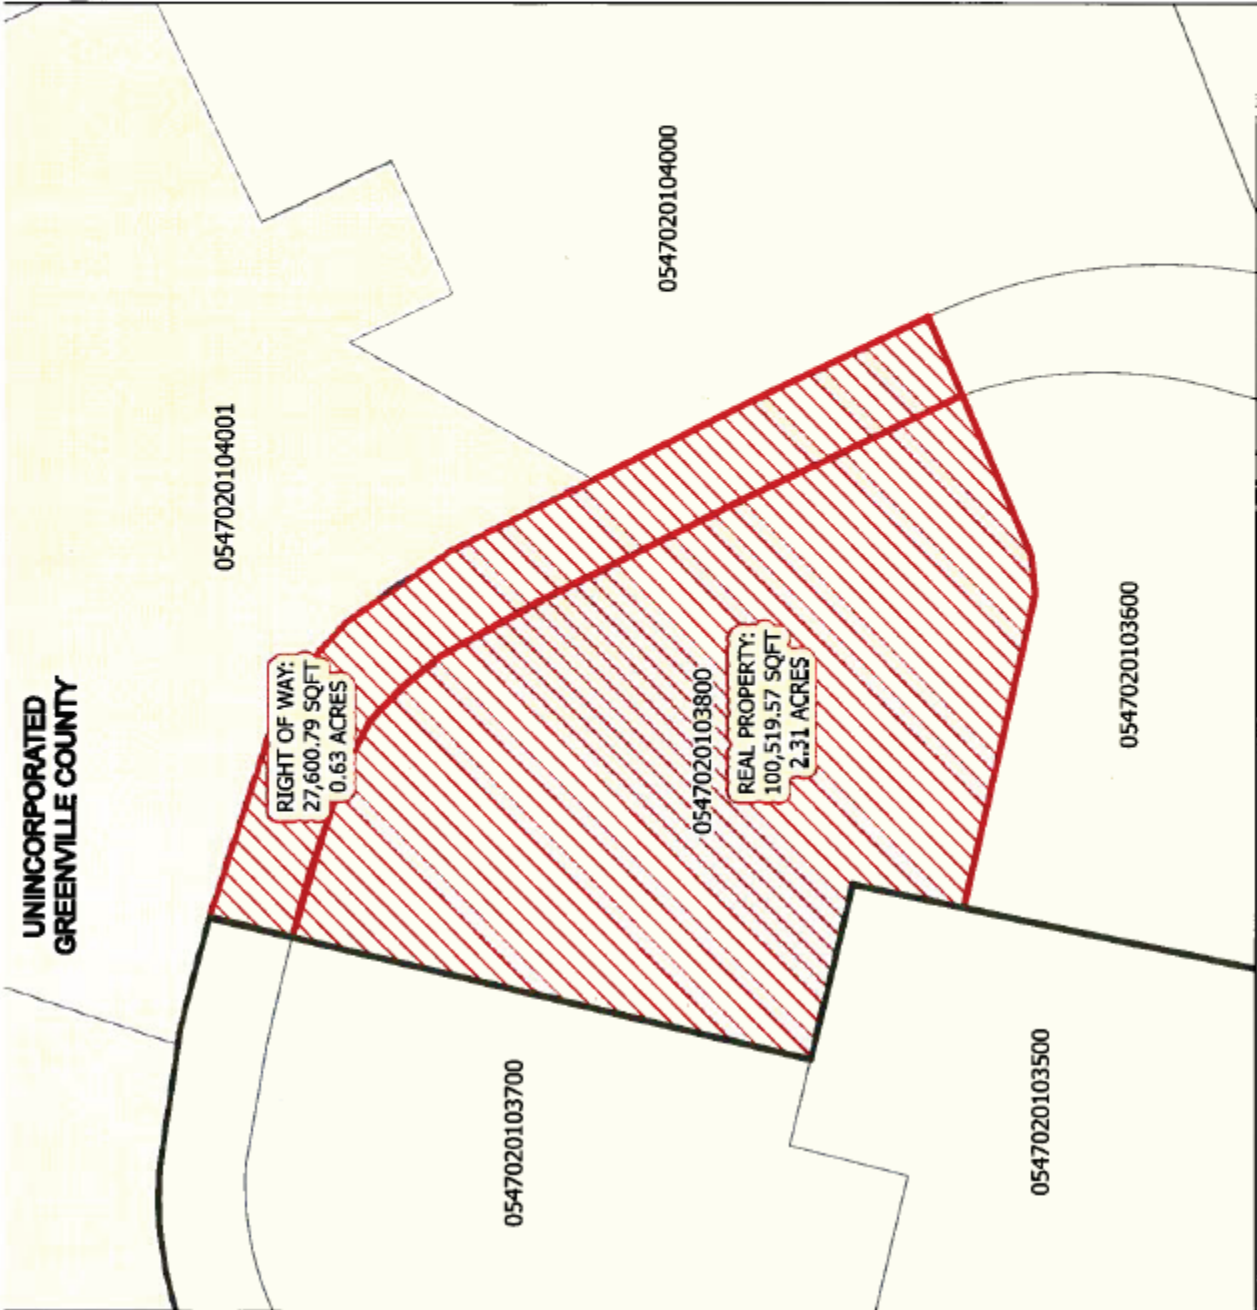 UNINCORPORATED
GREENVILLE COUNTY
0547020104001
0547020104000
RIGHT OF WAY:
27,600.79 SQFT
0.63 ACRES
0547020103800
REAL PROPERTY:
100,519.57 SQFT
2.31 ACRES
0547020103600
0547020103700
0547020103500